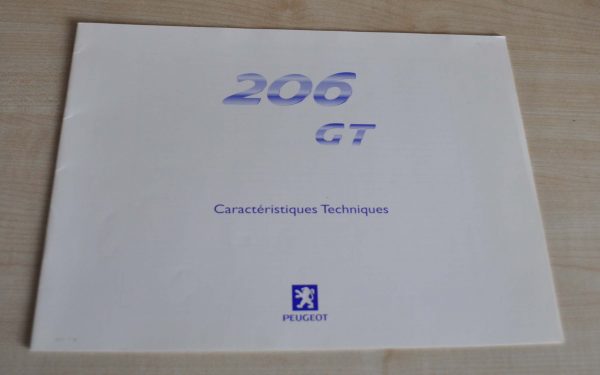 206
GT
Caractéristiques Techniques
PEUGEOT